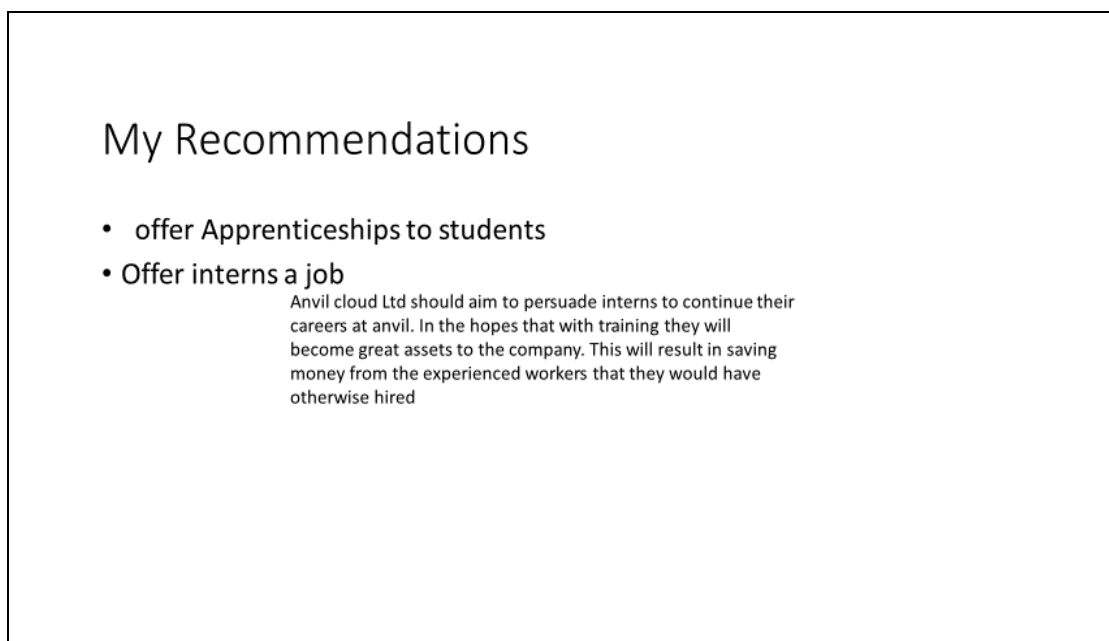 My Recommendations
• offer Apprenticeships to students
• Offer interns a job
Anvil cloud Ltd should aim to persuade interns to continue their
careers at anvil. In the hopes that with training they will
become great assets to the company. This will result in saving
money from the experienced workers that they would have
otherwise hired